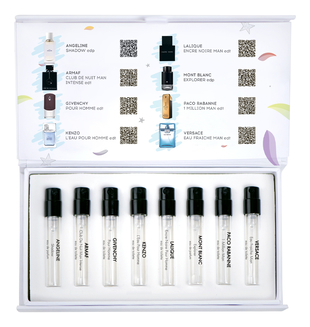 ANGELINE
SHADOW edp
ARMAF
CLUB DE NUIT MAN
INTENSE edt
GIVENCHY
POUR HOMME edt
KENZO
L'EAU POUR HOMME edt
LALIQUE
ENCRE NOIRE MAN edt
MONT BLANC
EXPLORER edp
PACO RABANNE
1 MILLION MAN edt
VERSACE
EAU FRAICHE MAN edt
ANGELINE
ARMAF
GIVENCHY
KENZO
LALIQUE
MONT BLANC
PACO RABANNE
VERSACE